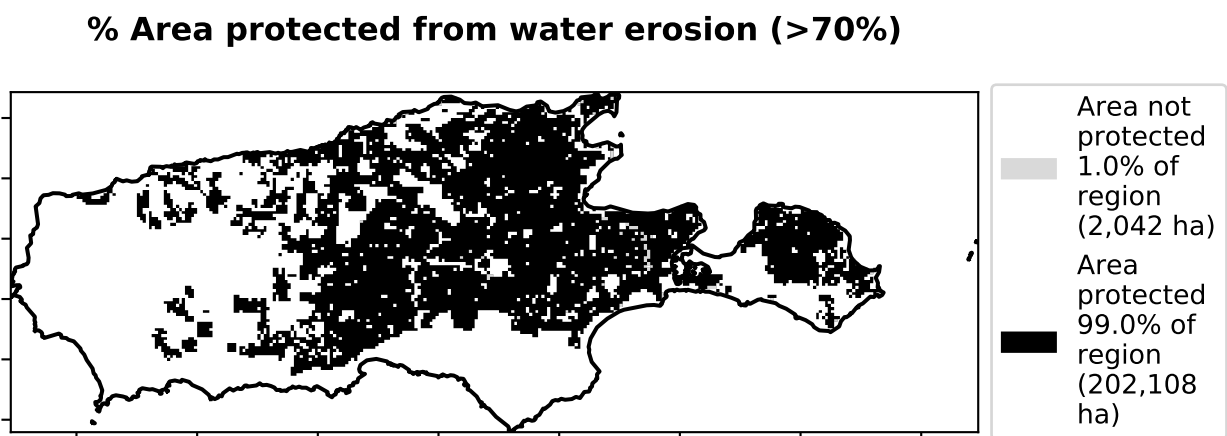 % Area protected from water erosion (>70%)
Area not
protected
1.0% of
region
(2,042 ha)
Area
protected
99.0% of
region
(202,108
ha)